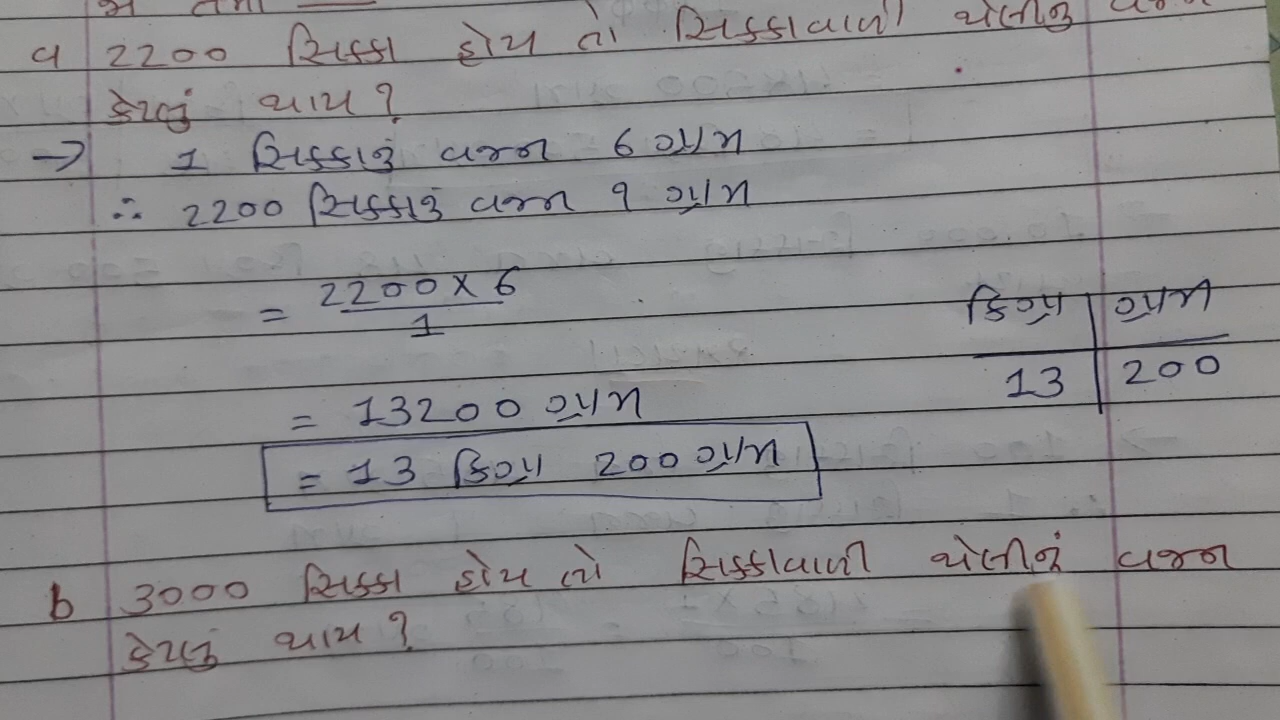 a 2200 સિક્કા હોય તો સિક્કાવાળી થેલીનું વજન
કેટલું થાય ?
→ 1 સિક્કાનું વજન 6 ગ્રામ
∴ 2200 સિક્કાનું વજન ? ગ્રામ
= 2200 × 6
1
કિગ્રા ગ્રામ
13 200
= 13200 ગ્રામ
= 13 કિગ્રા 200 ગ્રામ
b 3000 સિક્કા હોય તો સિક્કાવાળી થેલીનું વજન
કેટલું થાય ?